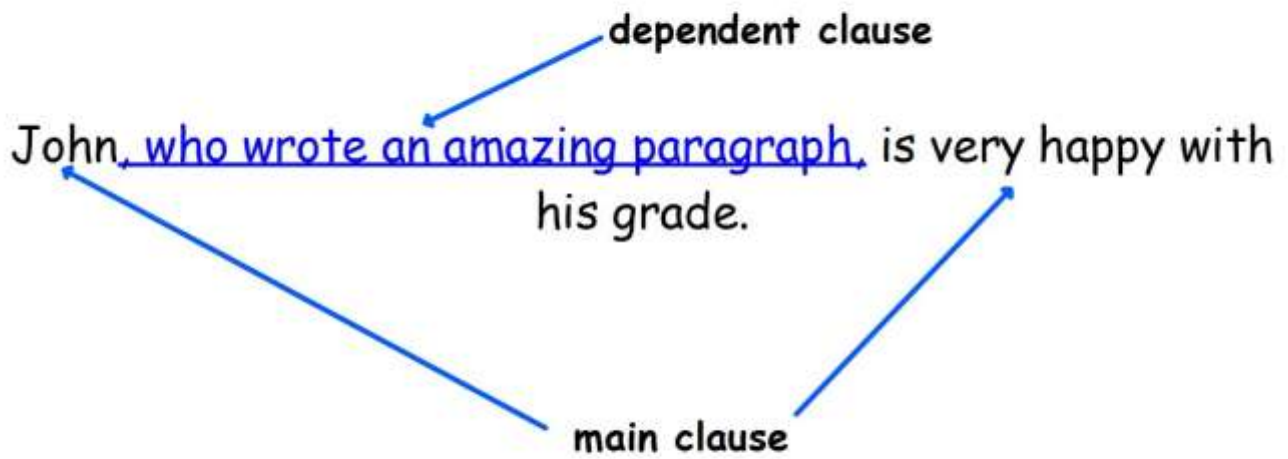 dependent clause
John, who wrote an amazing paragraph, is very happy with
his grade.
main clause